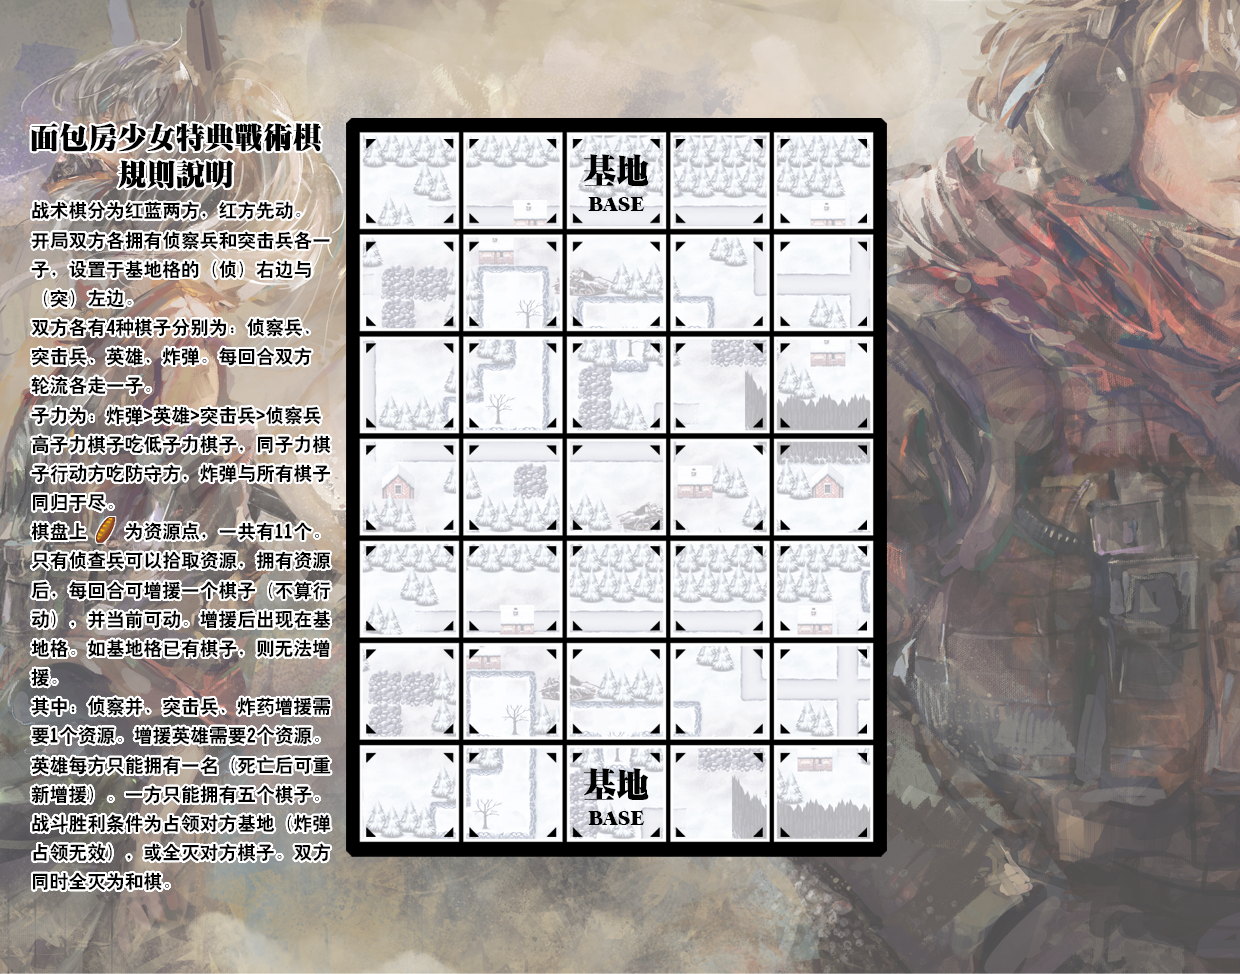 面包房少女特典戰術棋
規則說明
战术棋分为红蓝两方，红方先动。
开局双方各拥有侦察兵和突击兵各一
子，设置于基地格的（侦）右边与
（突）左边。
双方各有4种棋子分别为：侦察兵、
突击兵、英雄、炸弹。每回合双方
轮流各走一子。
子力为：炸弹>英雄>突击兵>侦察兵
高子力棋子吃低子力棋子，同子力棋
子行动方吃防守方，炸弹与所有棋子
同归于尽。
棋盘上 为资源点，一共有11个。
只有侦查兵可以拾取资源，拥有资源
后，每回合可增援一个棋子（不算行
动），并当前可动。增援后出现在基
地格。如基地格已有棋子，则无法增
援。
其中：侦察并、突击兵、炸药增援需
要1个资源。增援英雄需要2个资源。
英雄每方只能拥有一名（死亡后可重
新增援）。一方只能拥有五个棋子。
战斗胜利条件为占领对方基地（炸弹
占领无效），或全灭对方棋子。双方
同时全灭为和棋。
基地
BASE
基地
BASE